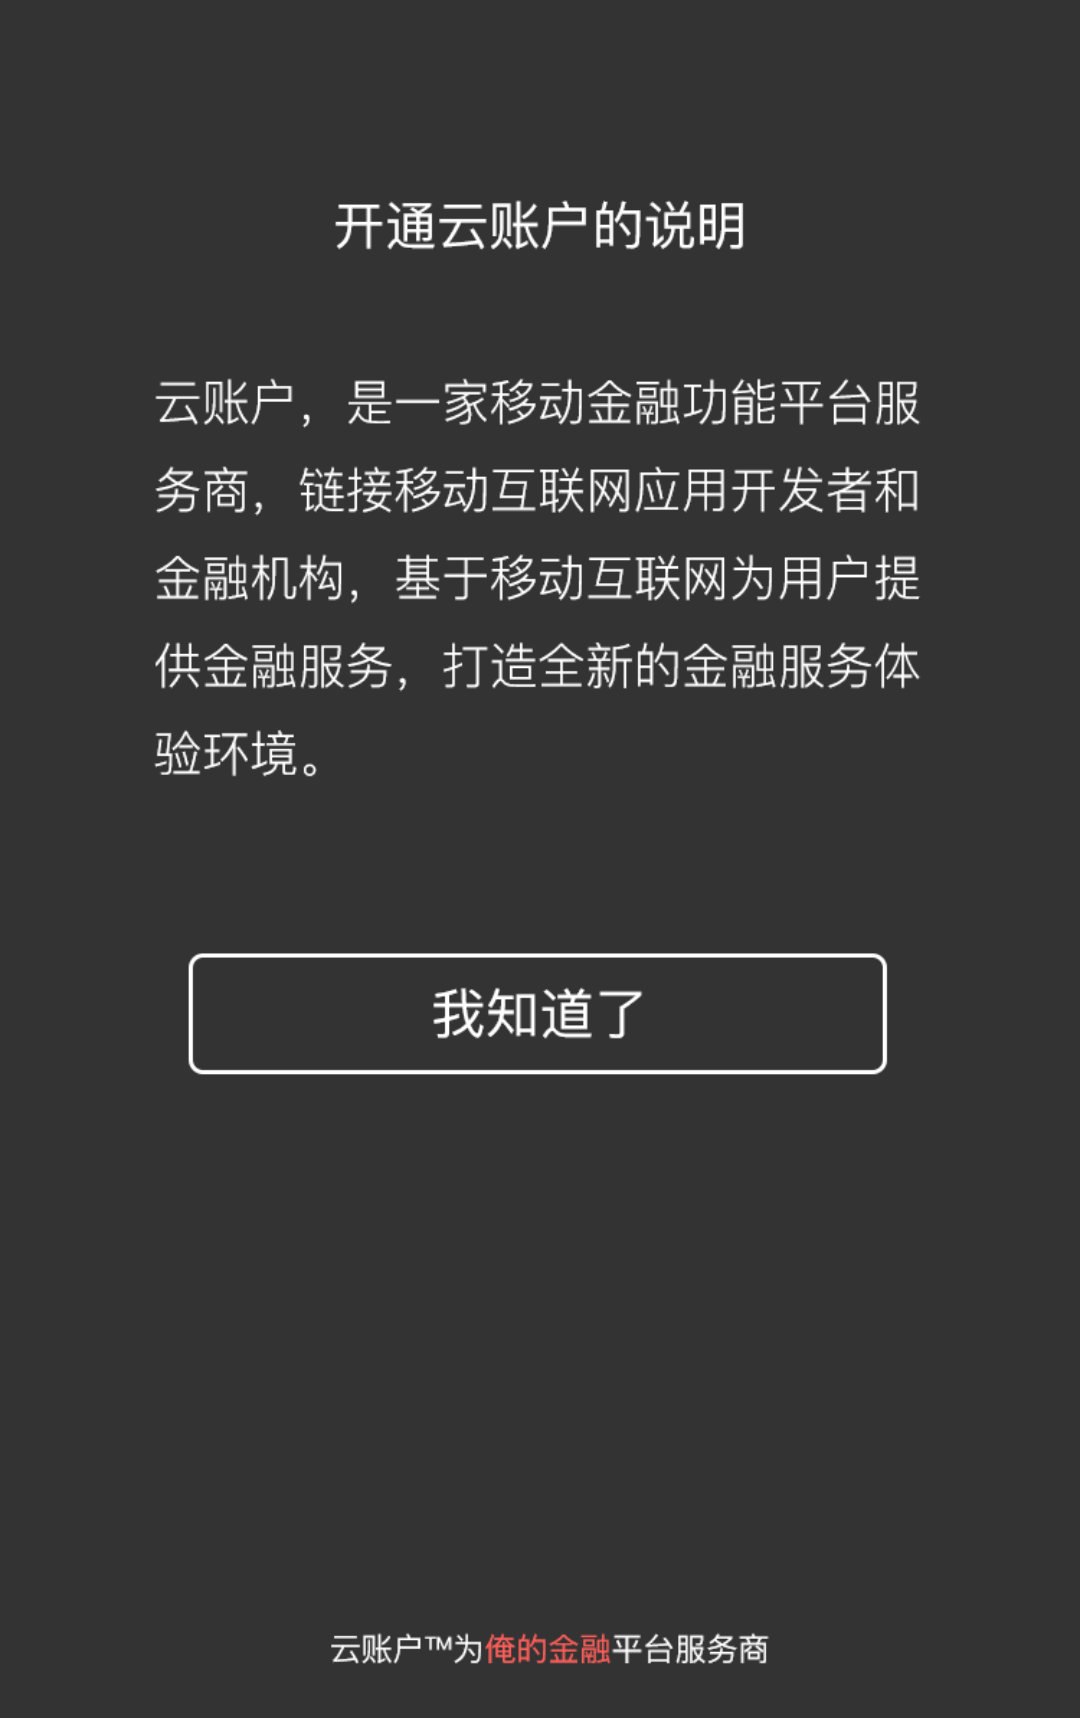 开通云账户的说明
云账户，是一家移动金融功能平台服
务商，链接移动互联网应用开发者和
金融机构，基于移动互联网为用户提
供金融服务，打造全新的金融服务体
验环境。
我知道了
云账户™为俺的金融平台服务商